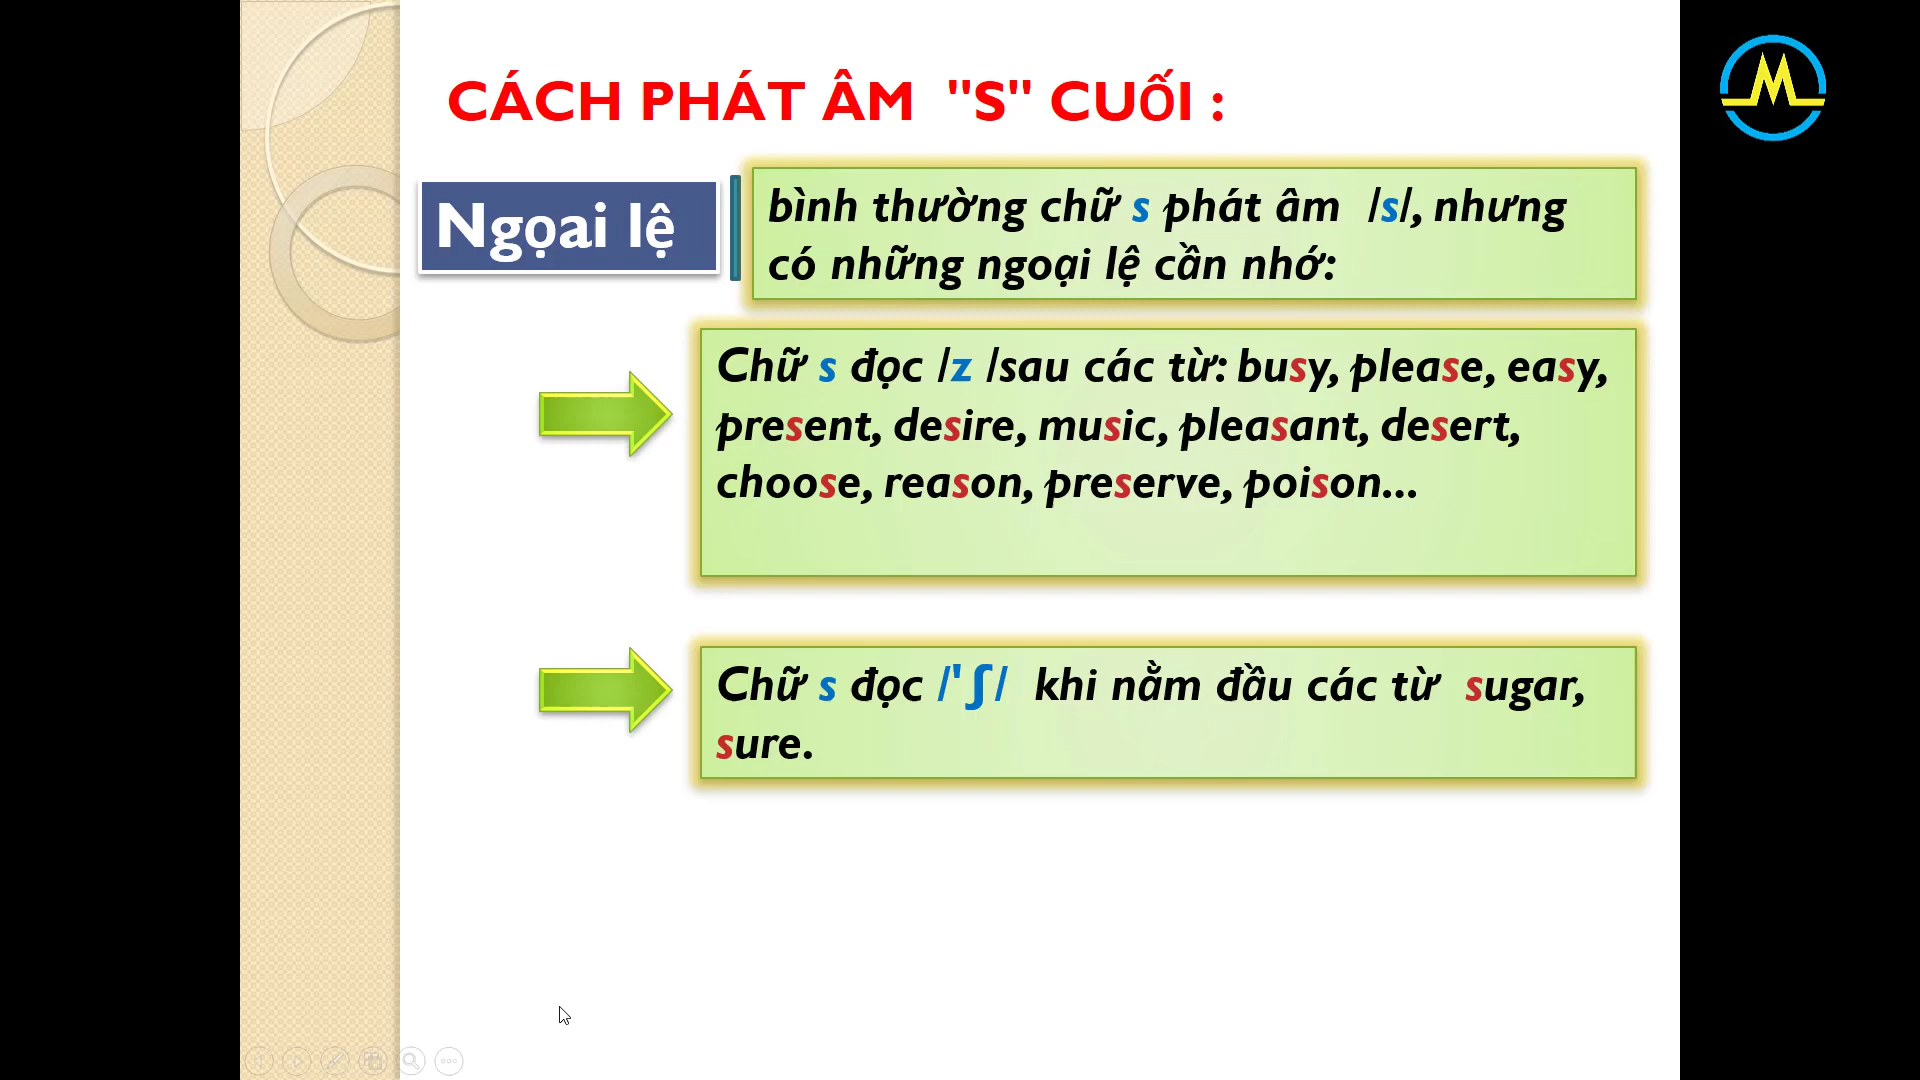 CÁCH PHÁT ÂM "S" CUỐI :
Ngọai lệ
bình thường chữ s phát âm /s/, nhưng
có những ngoại lệ cần nhớ:
Chữ s đọc /z /sau các từ: busy, please, easy,
present, desire, music, pleasant, desert,
choose, reason, preserve, poison...
Chữ s đọc /'ʃ/ khi nằm đầu các từ sugar,
sure.